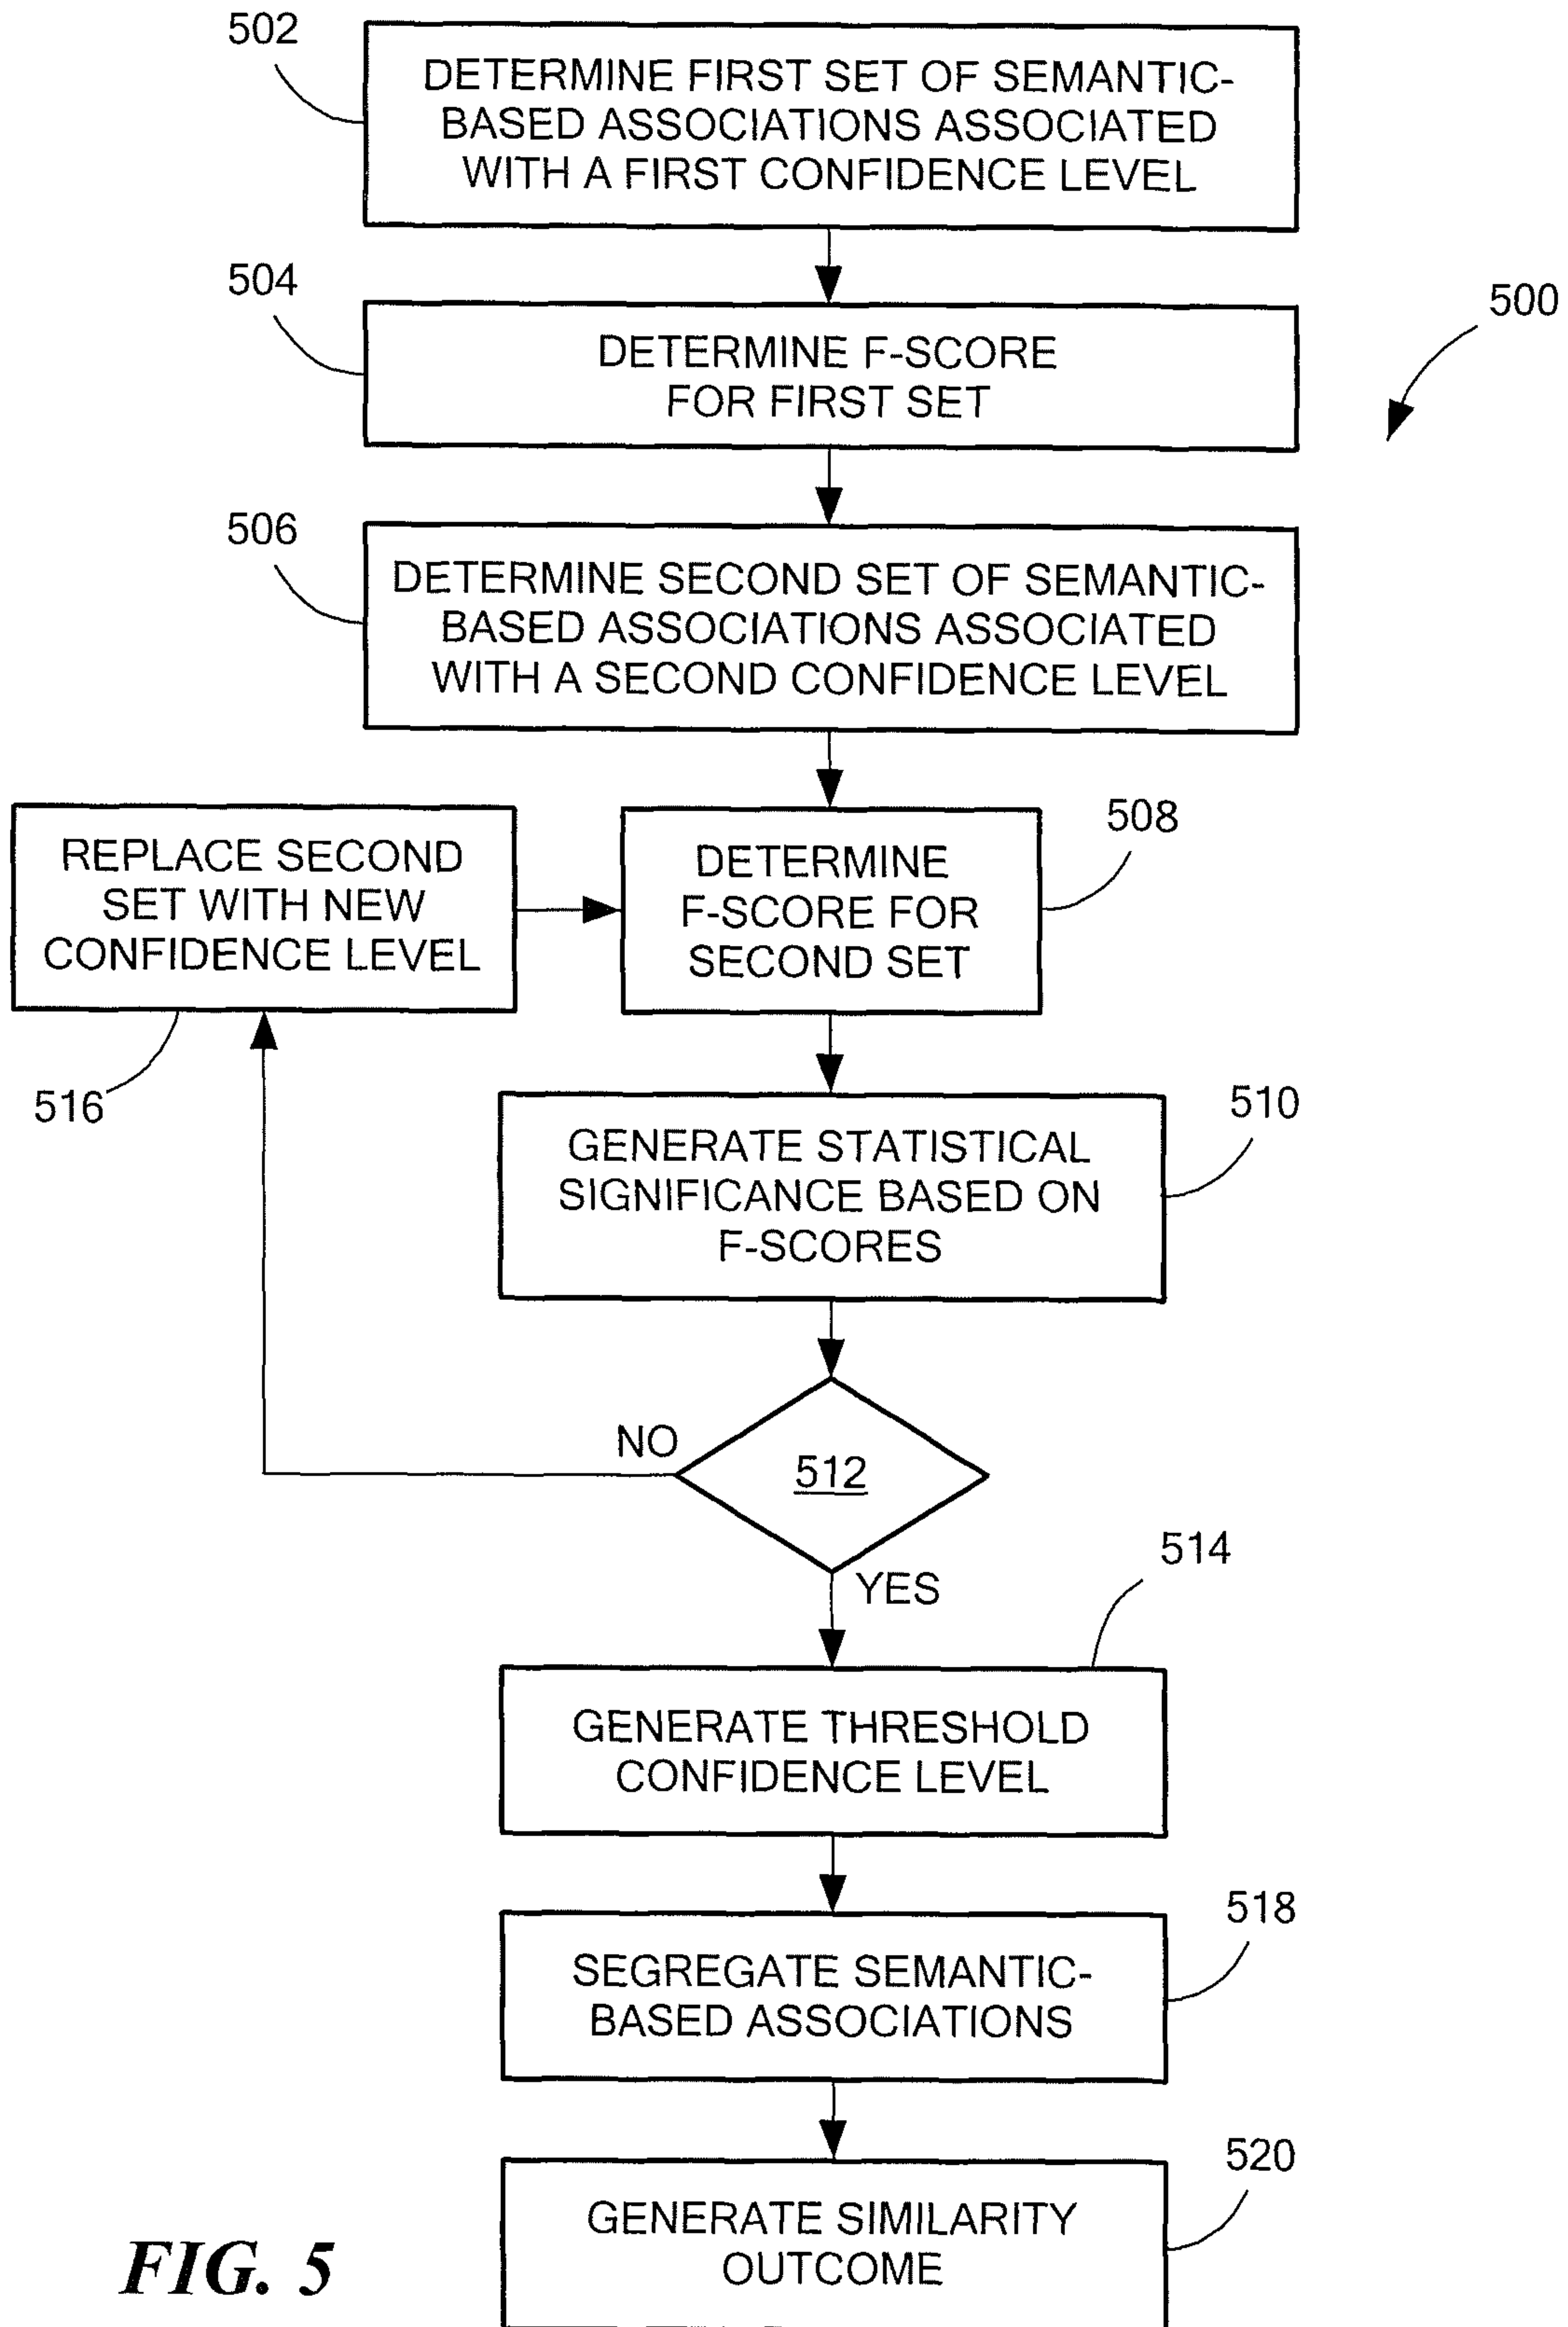 502
DETERMINE FIRST SET OF SEMANTIC-
BASED ASSOCIATIONS ASSOCIATED
WITH A FIRST CONFIDENCE LEVEL
504
DETERMINE F-SCORE
FOR FIRST SET
500
506
DETERMINE SECOND SET OF SEMANTIC-
BASED ASSOCIATIONS ASSOCIATED
WITH A SECOND CONFIDENCE LEVEL
REPLACE SECOND
SET WITH NEW
CONFIDENCE LEVEL
516
508
DETERMINE
F-SCORE FOR
SECOND SET
510
GENERATE STATISTICAL
SIGNIFICANCE BASED ON
F-SCORES
NO
512
YES
514
GENERATE THRESHOLD
CONFIDENCE LEVEL
518
SEGREGATE SEMANTIC-
BASED ASSOCIATIONS
520
GENERATE SIMILARITY
OUTCOME
FIG. 5